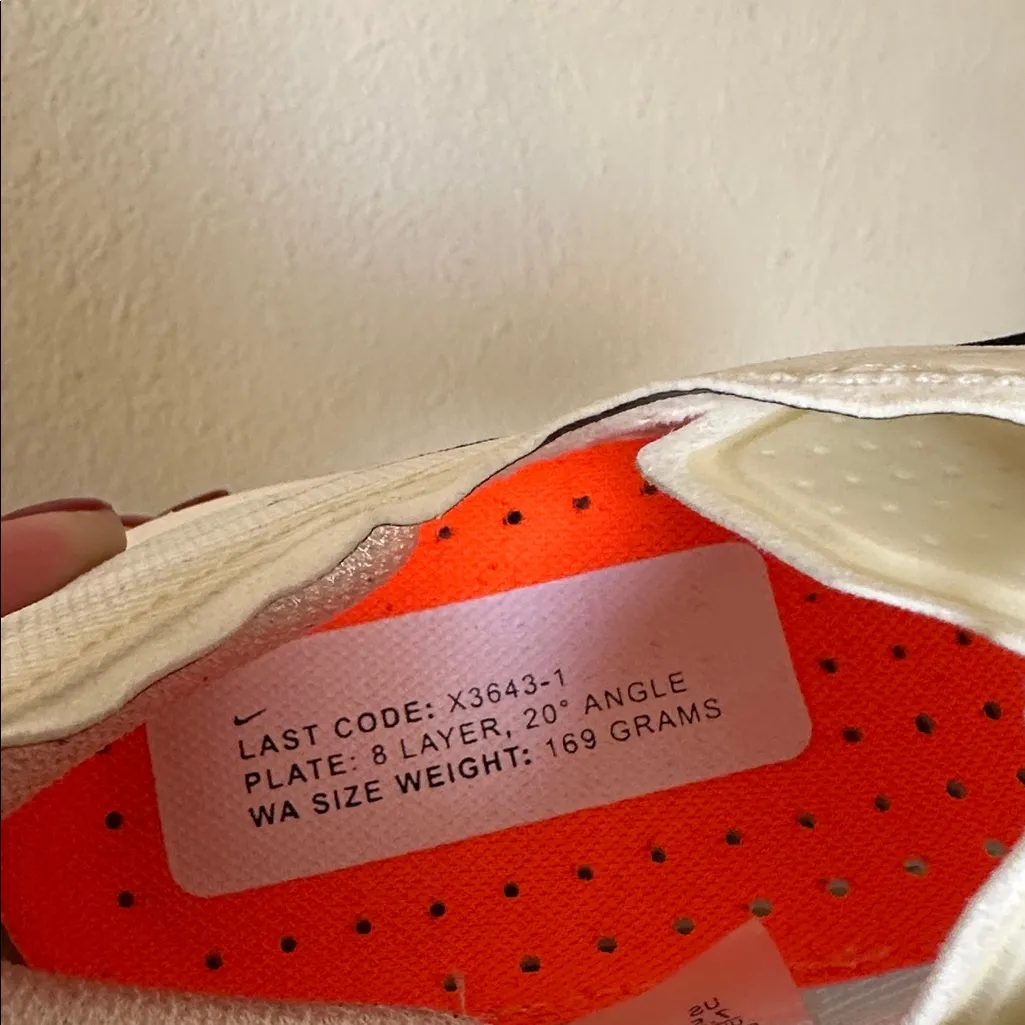 LAST CODE: X3643-1
PLATE: 8 LAYER, 20° ANGLE
WA SIZE WEIGHT: 169 GRAMS